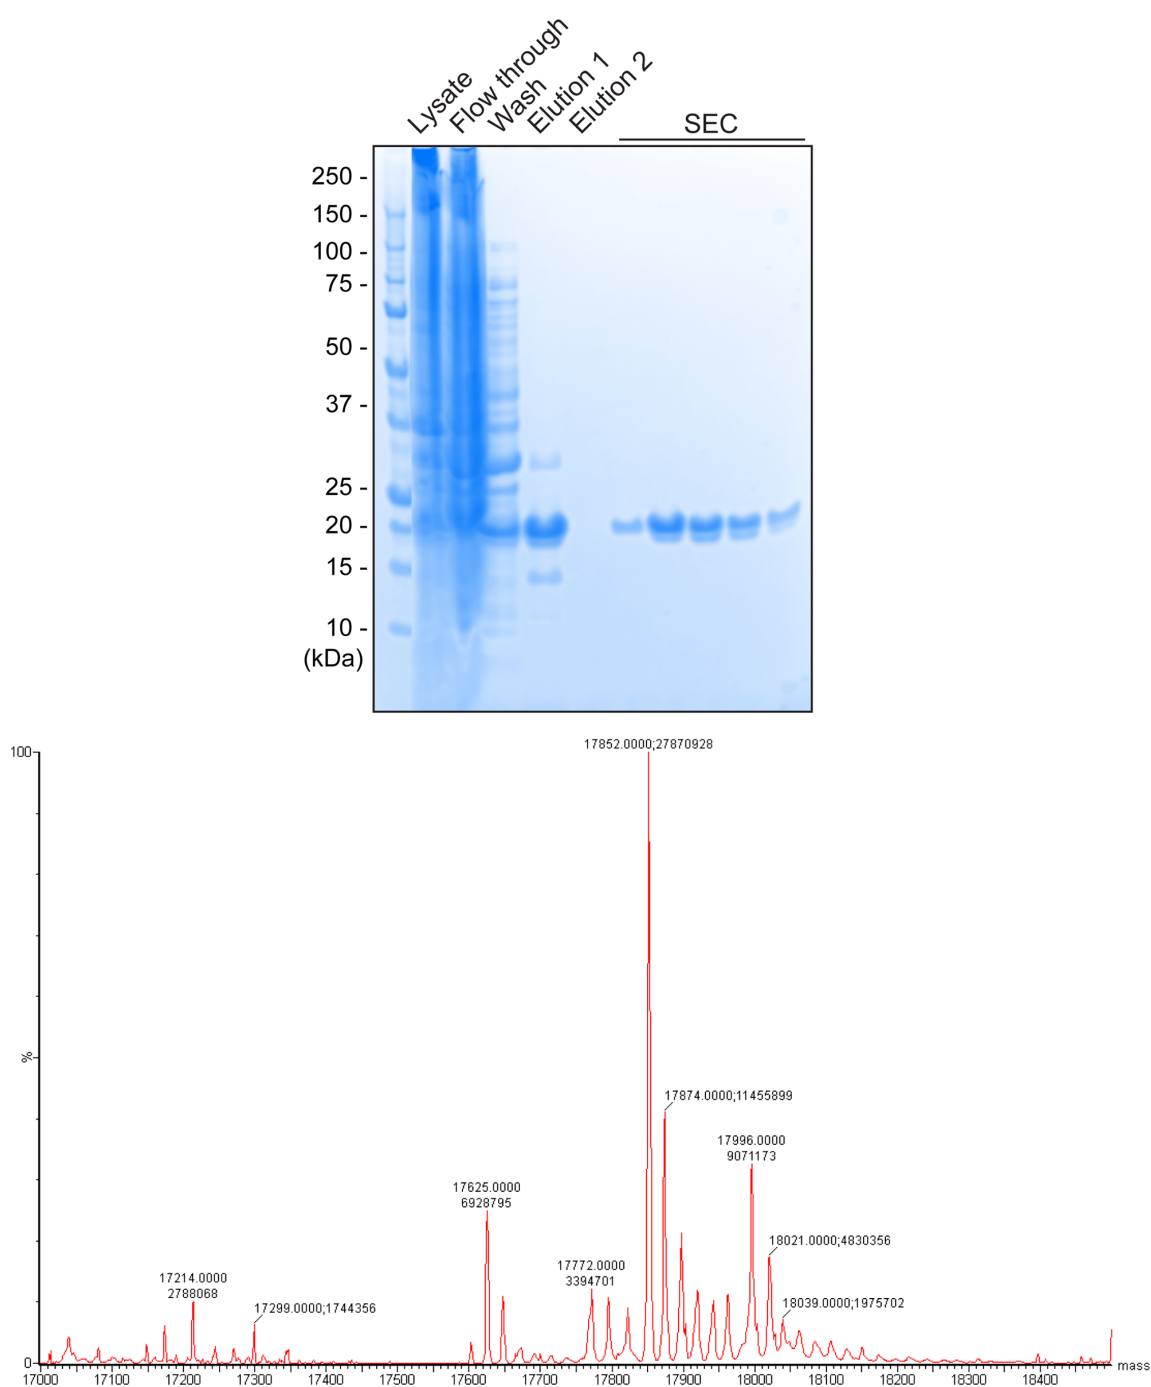 Lysate
Flow through
Wash
Elution 1
Elution 2
SEC
250 -
150 -
100 -
75 -
50 -
37 -
25 -
20 -
15 -
10 -
(kDa)
100
17852.0000;27870928
17874.0000;11455899
17996.0000
9071173
17625.0000
6928795
18021.0000;4830356
17772.0000
3394701
17214.0000
2788068
17299.0000;1744356
18039.0000;1975702
%
0
mass
17000 17100 17200 17300 17400 17500 17600 17700 17800 17900 18000 18100 18200 18300 18400